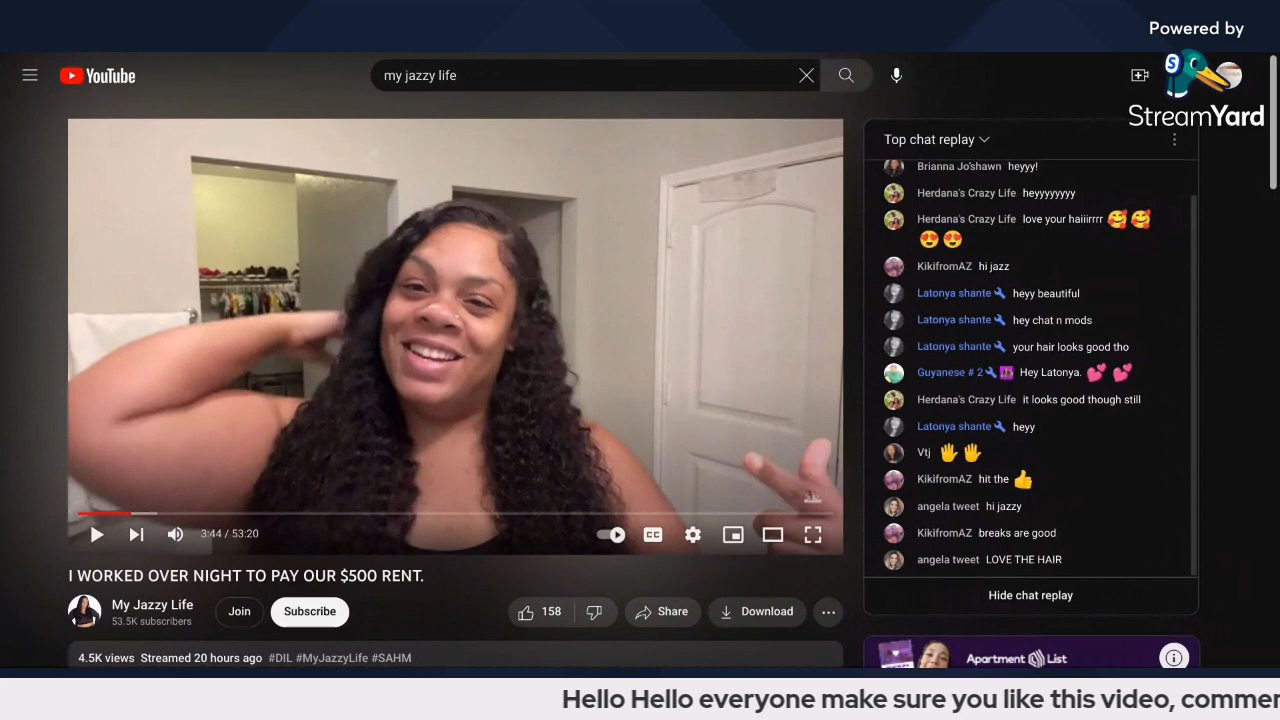 Powered by
StreamYard
YouTube
my jazzy life
Top chat replay
Brianna Jo'shawn heyyy!
Herdana's Crazy Life heyyyyyyyy
Herdana's Crazy Life love your haiiirrrr 🥰🥰
😍😍
KikifromAZ hi jazz
Latonya shante heyy beautiful
Latonya shante hey chat n mods
Latonya shante your hair looks good tho
Guyanese # 2 Hey Latonya. 💕💕
Herdana's Crazy Life it looks good though still
Latonya shante heyy
Vtj 🖐🖐
KikifromAZ hit the 👍
angela tweet hi jazzy
KikifromAZ breaks are good
angela tweet LOVE THE HAIR
Hide chat replay
3:44 / 53:20
CC
I WORKED OVER NIGHT TO PAY OUR $500 RENT.
My Jazzy Life
53.5K subscribers
Join
Subscribe
158
Share
Download
4.5K views Streamed 20 hours ago #DIL #MyJazzyLife #SAHM
Apartment List
Hello Hello everyone make sure you like this video, commen